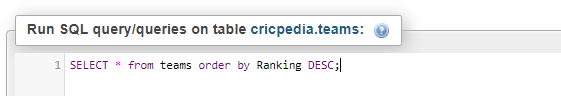 Run SQL query/queries on table cricpedia.teams:
1 SELECT * from teams order by Ranking DESC;